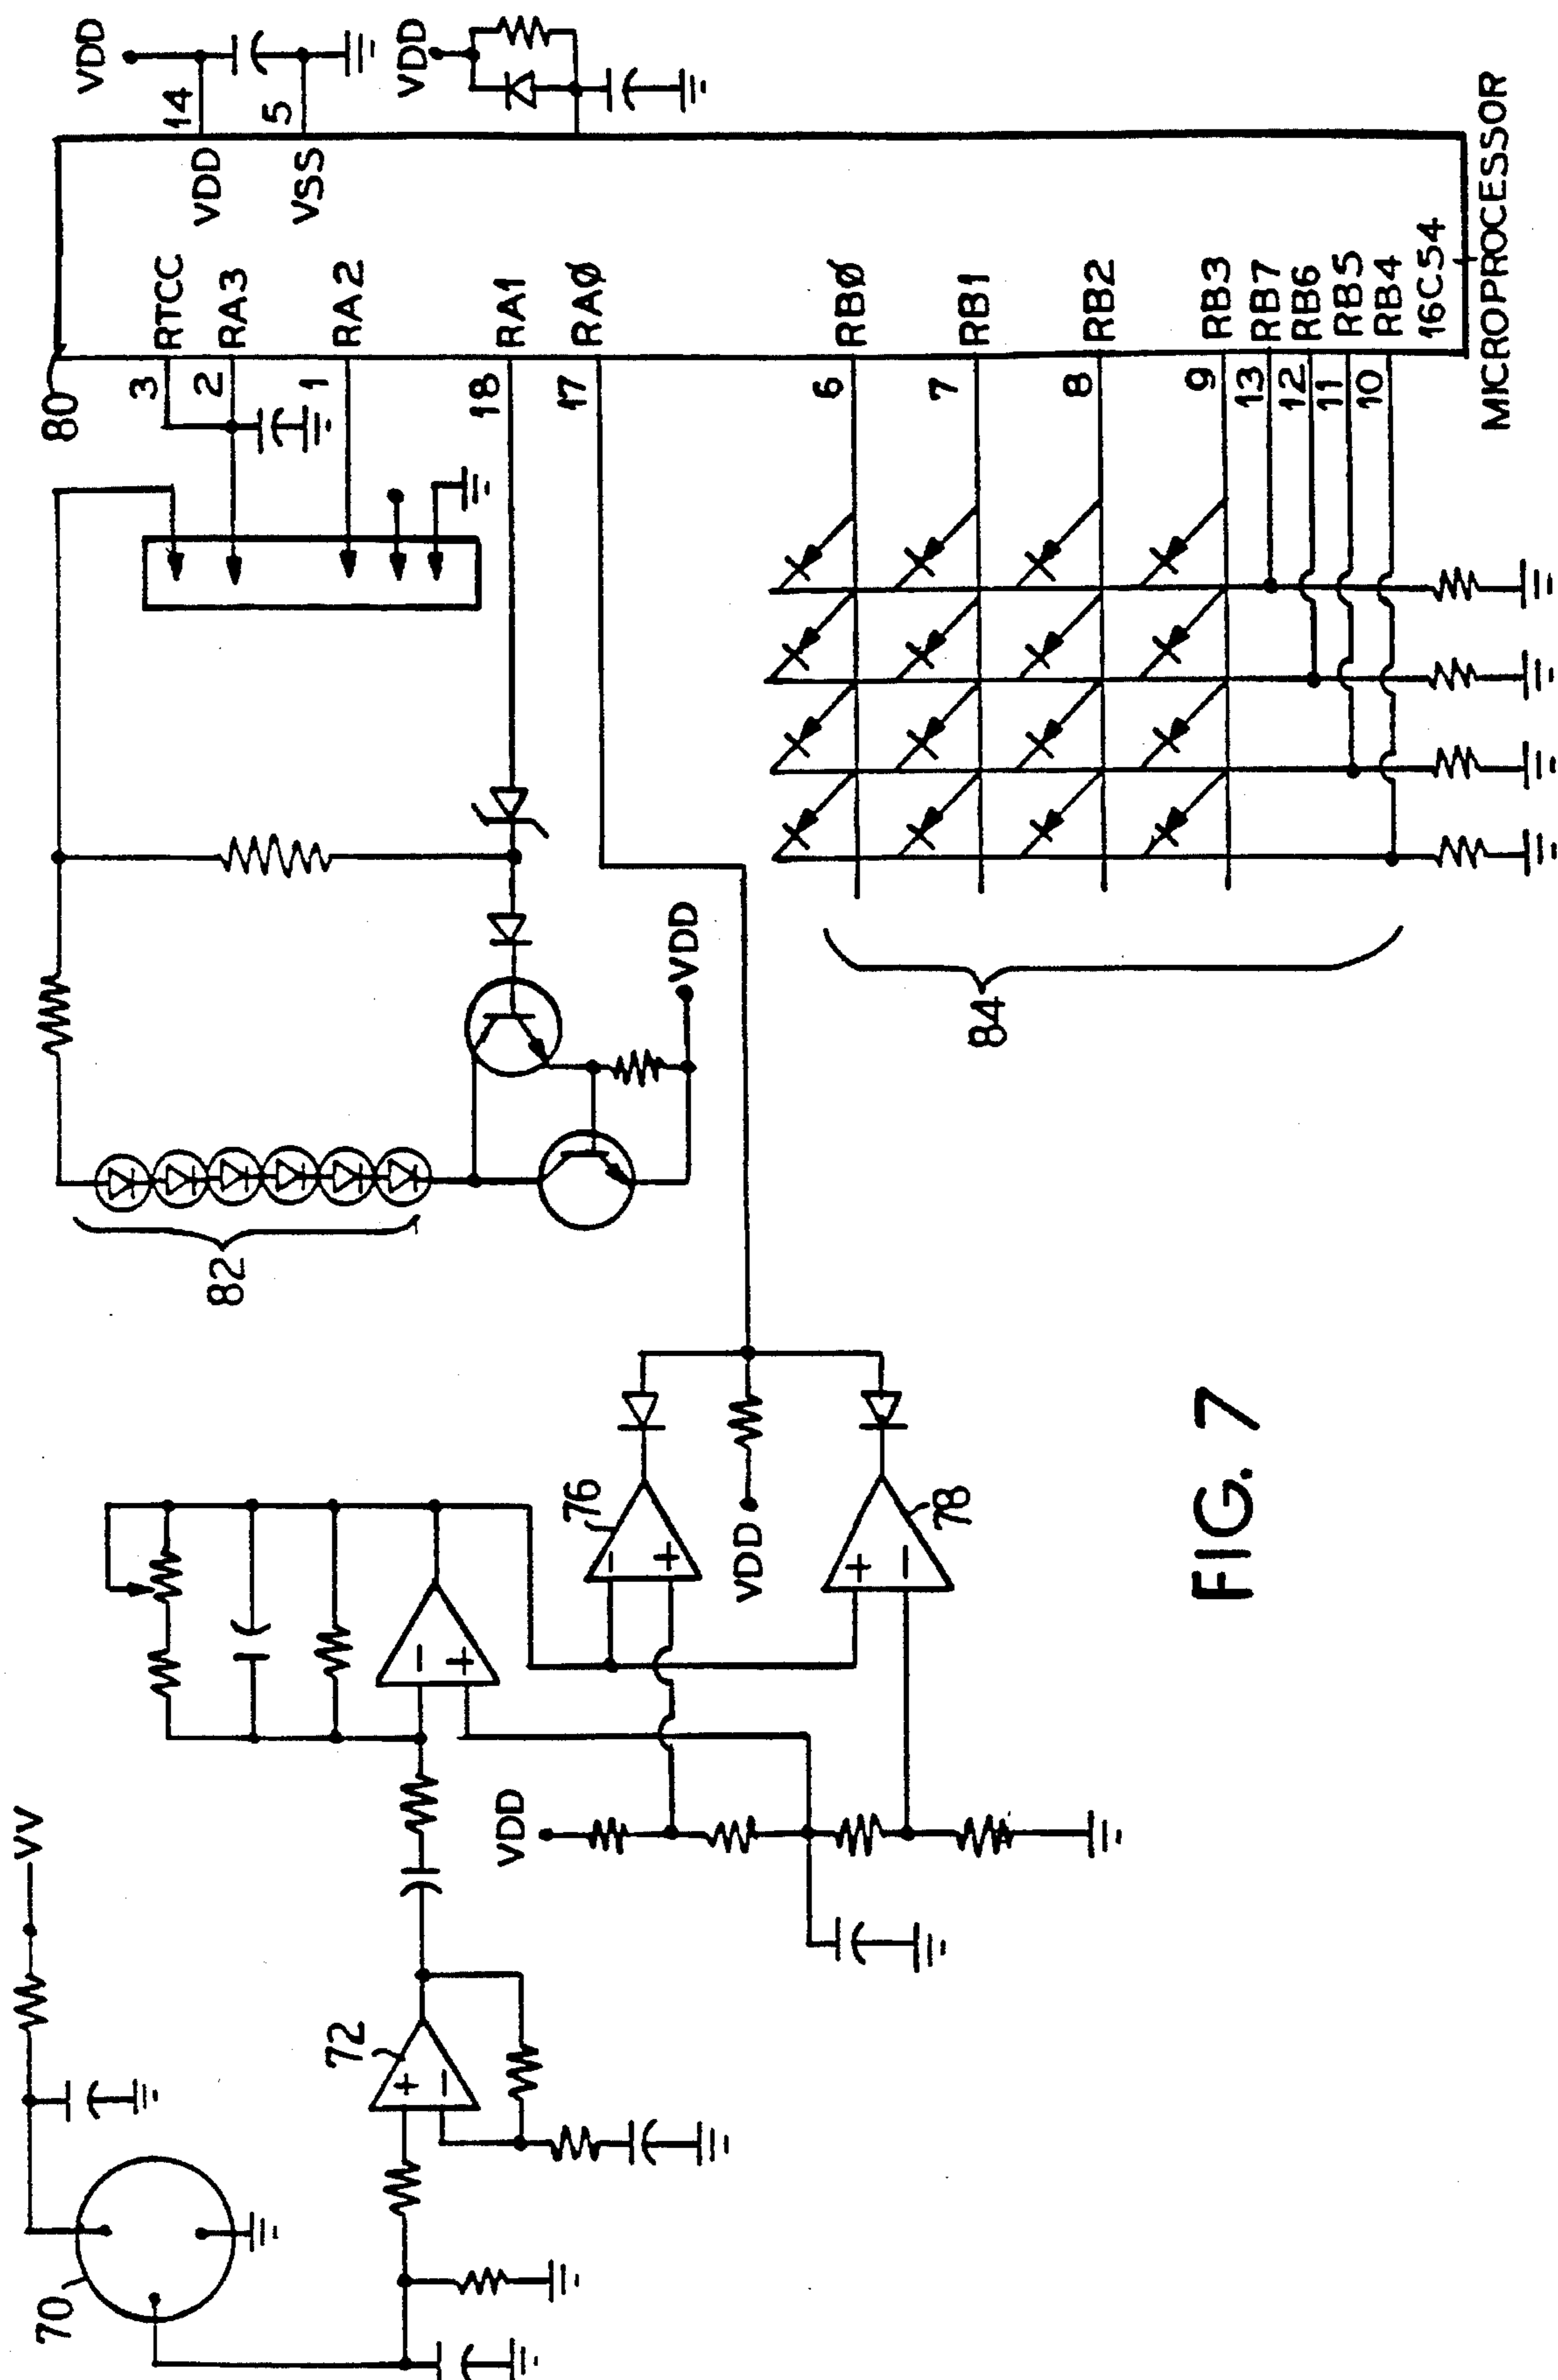 VV
70
72
VDD
76
VDD
78
82
VDD
84
80
3
RTCC
2
RA3
1
RA2
18
RA1
17
RAØ
6
RBØ
7
RB1
8
RB2
9
RB3
13
RB7
12
RB6
11
RB5
10
RB4
16C54
MICROPROCESSOR
VDD
14
VDD
5
VSS
VDD
+
−
−
+
−
+
+
−
FIG. 7